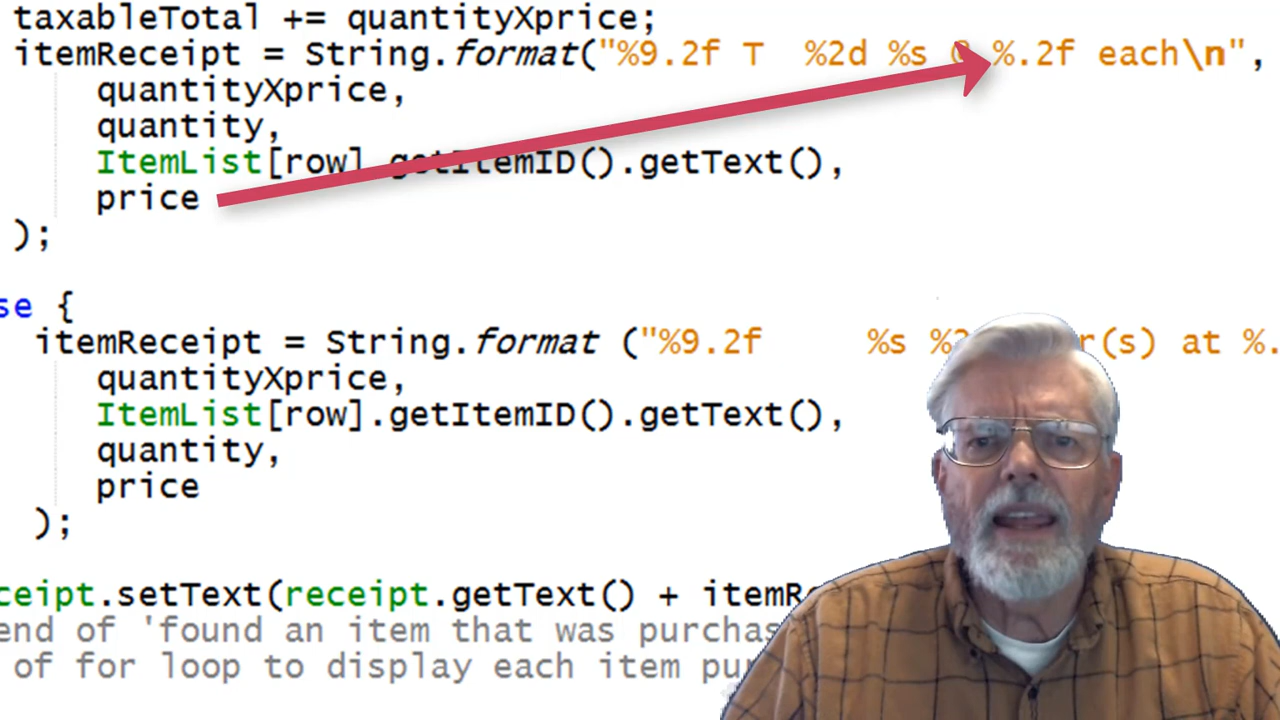 taxableTotal += quantityXprice;
itemReceipt = String.format("%9.2f T  %2d %s @ %.2f each\n",
quantityXprice,
quantity,
ItemList[row].getItemID().getText(),
price
);
se {
itemReceipt = String.format ("%9.2f     %s r(s) at %.
quantityXprice,
ItemList[row].getItemID().getText(),
quantity,
price
);
ceipt.setText(receipt.getText() + itemR
end of 'found an item that was purchas
of for loop to display each item pu